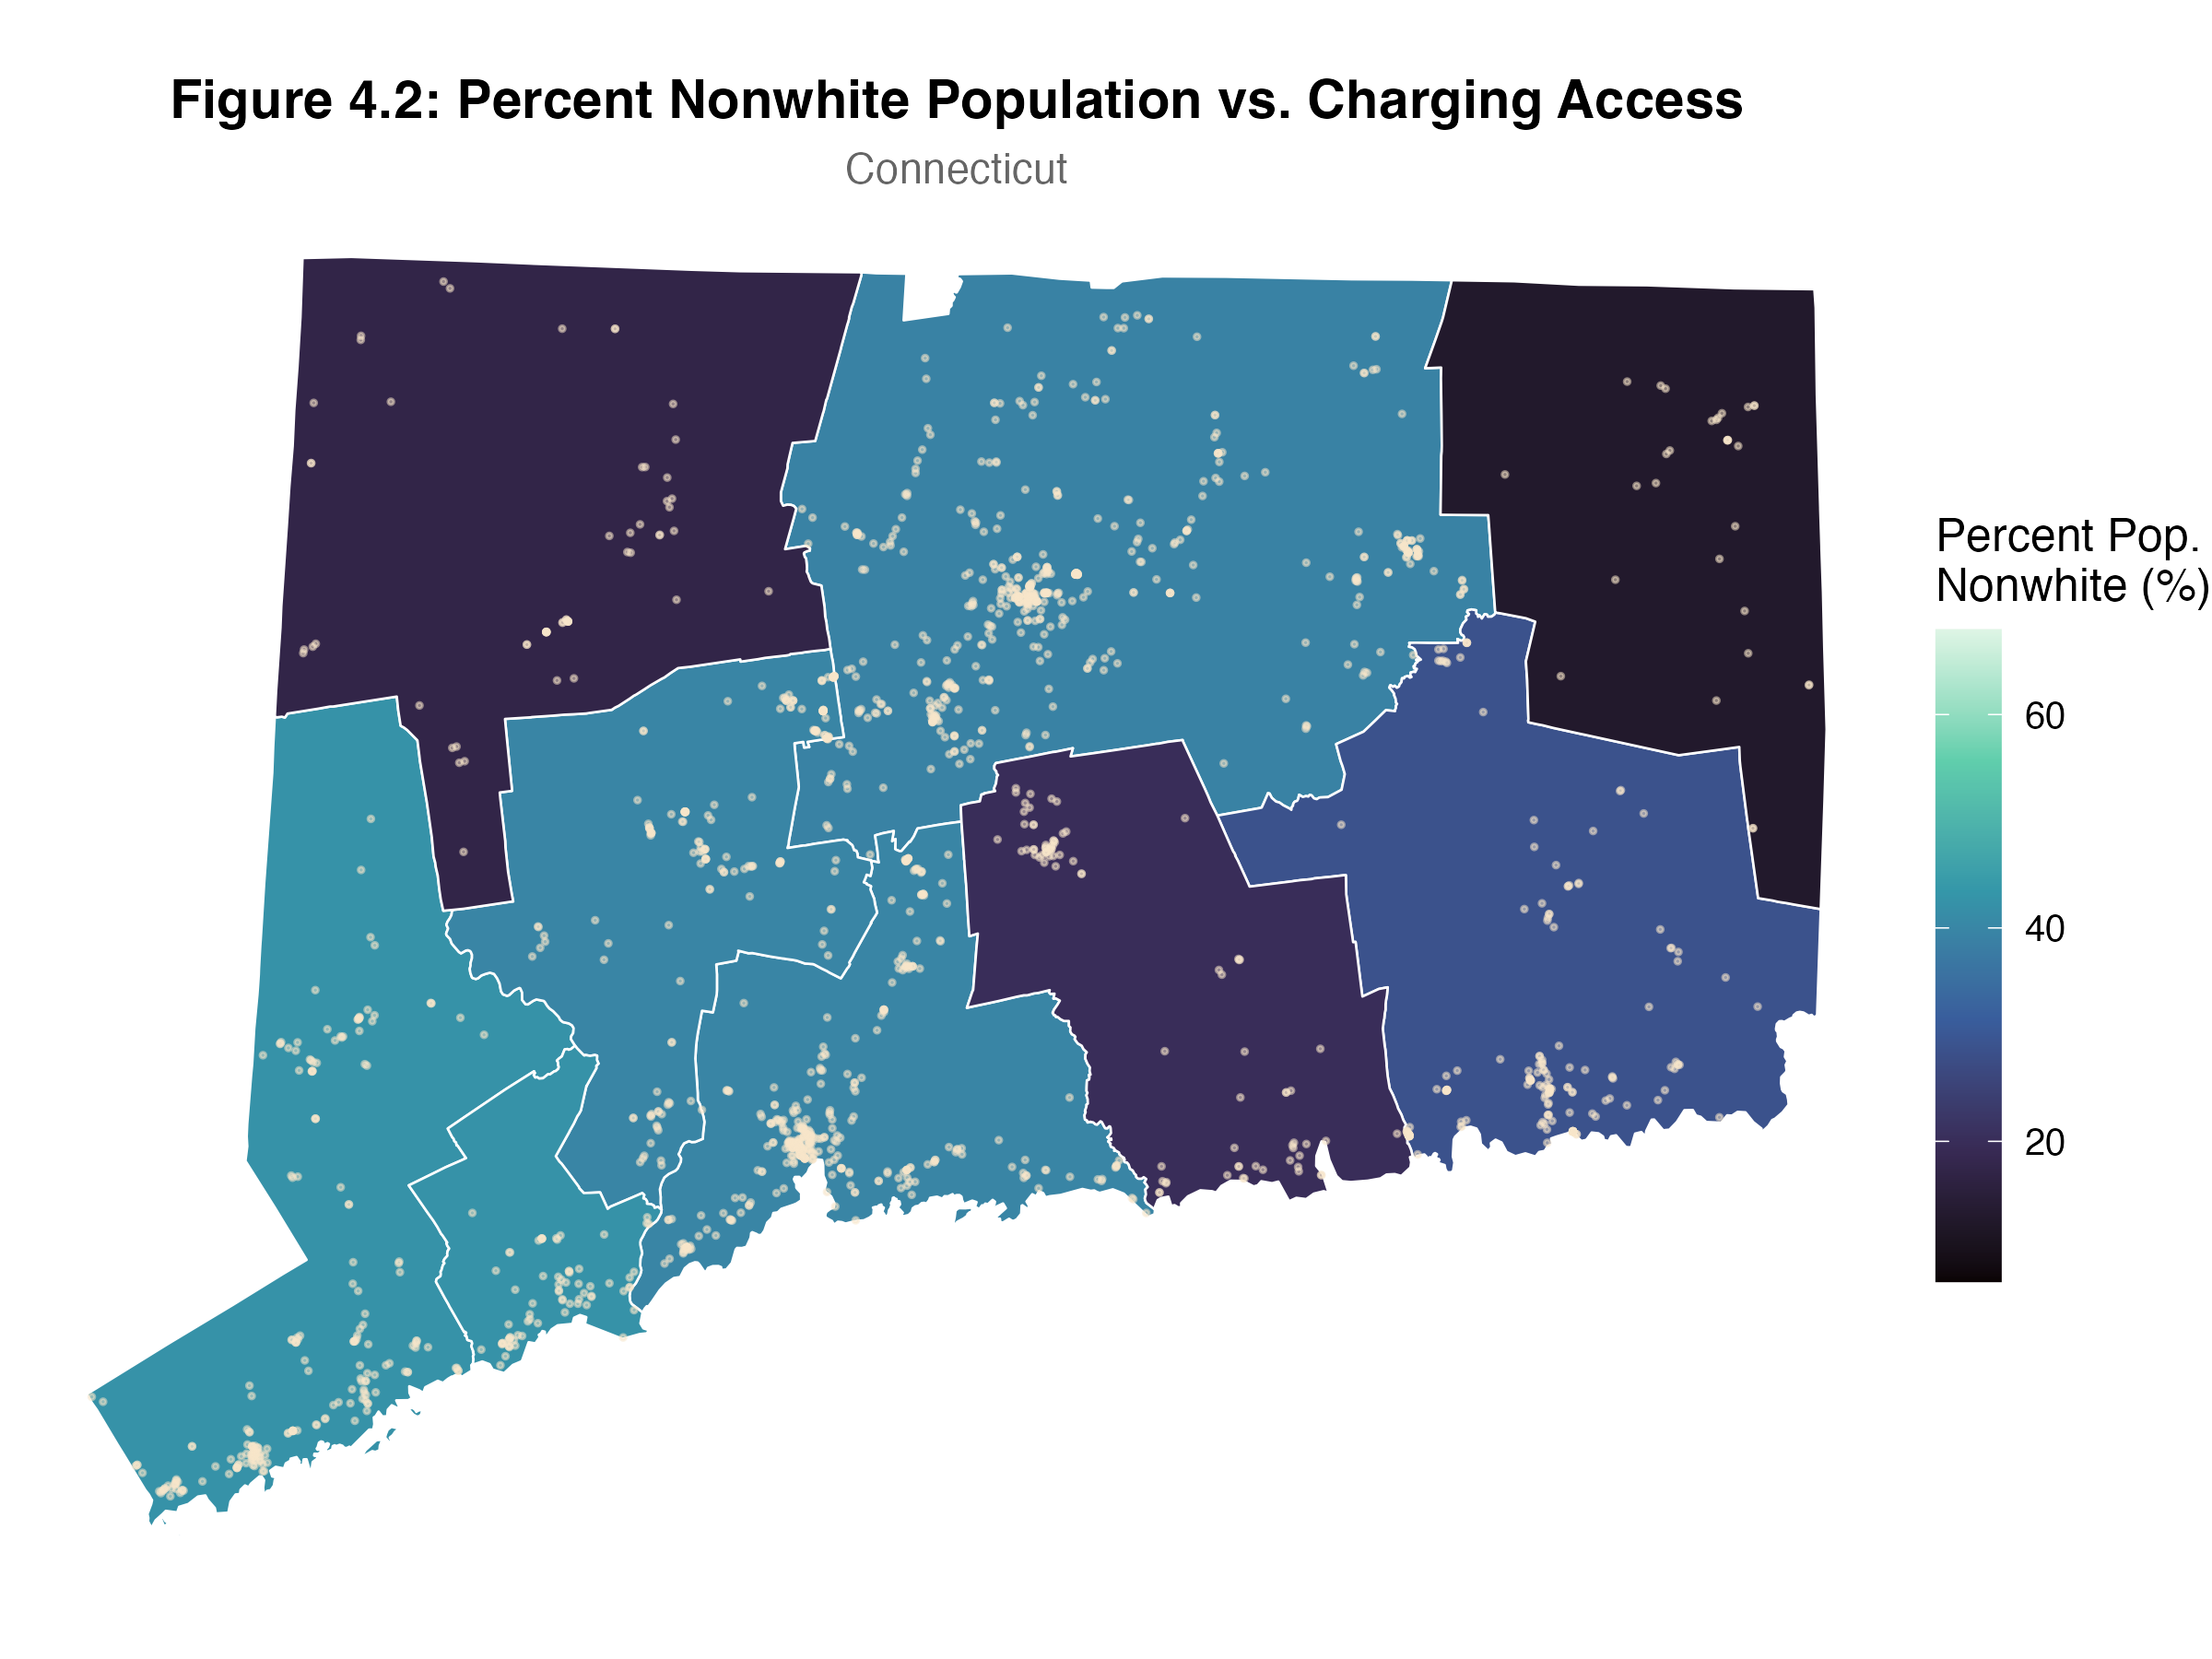 Figure 4.2: Percent Nonwhite Population vs. Charging Access
Connecticut
Percent Pop.
Nonwhite (%)
60
40
20